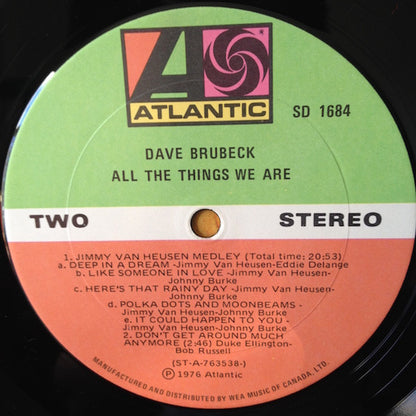 ATLANTIC
SD 1684
DAVE BRUBECK
ALL THE THINGS WE ARE
TWO
STEREO
1. JIMMY VAN HEUSEN MEDLEY (Total time: 20:53)
a. DEEP IN A DREAM -Jimmy Van Heusen-Eddie Delange
b. LIKE SOMEONE IN LOVE -Jimmy Van Heusen-
Johnny Burke
c. HERE'S THAT RAINY DAY -Jimmy Van Heusen-
Johnny Burke
d. POLKA DOTS AND MOONBEAMS -
Jimmy Van Heusen-Johnny Burke
e. IT COULD HAPPEN TO YOU -
Jimmy Van Heusen-Johnny Burke
2. DON'T GET AROUND MUCH
ANYMORE (2:46) Duke Ellington-
Bob Russell
(ST-A-763538-)
Ⓟ 1976 Atlantic
MANUFACTURED AND DISTRIBUTED BY WEA MUSIC OF CANADA, LTD.